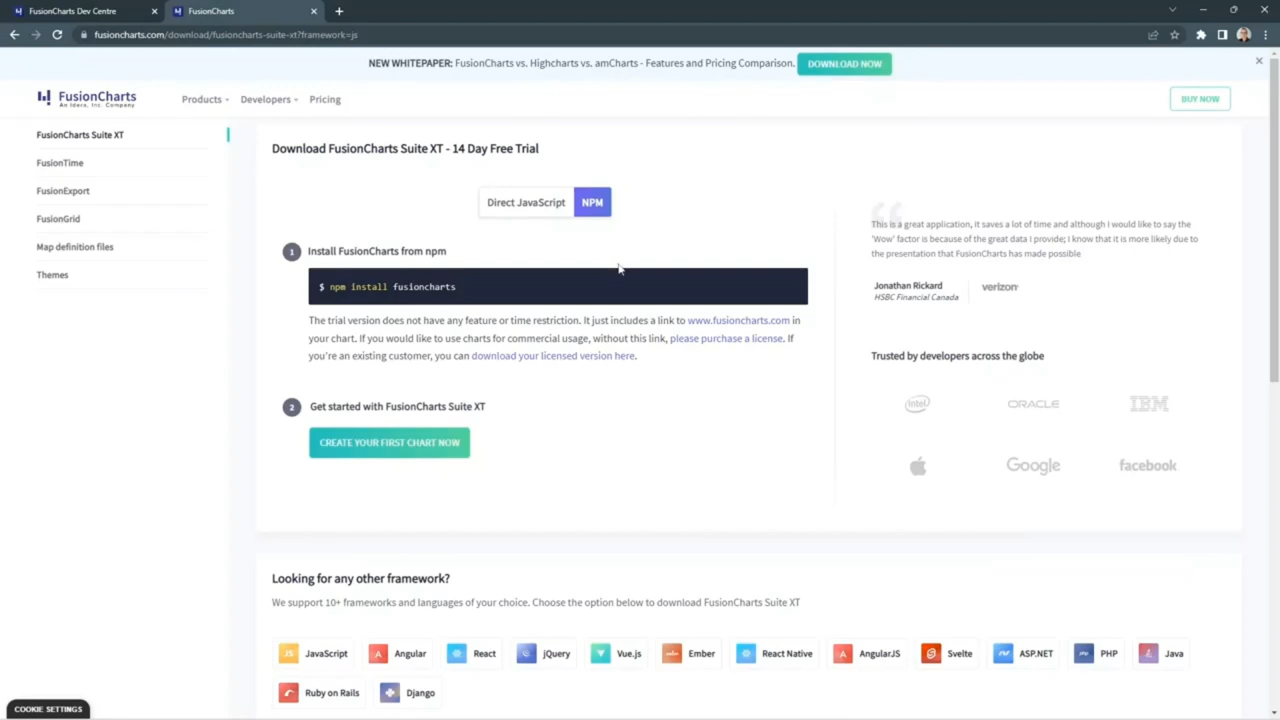 FusionCharts Dev Centre
FusionCharts
fusioncharts.com/download/fusioncharts-suite-xt?framework=js
NEW WHITEPAPER: FusionCharts vs. Highcharts vs. amCharts - Features and Pricing Comparison.
DOWNLOAD NOW
FusionCharts
An Idera, Inc. Company
Products
Developers
Pricing
BUY NOW
FusionCharts Suite XT
FusionTime
FusionExport
FusionGrid
Map definition files
Themes
Download FusionCharts Suite XT - 14 Day Free Trial
Direct JavaScript
NPM
1
Install FusionCharts from npm
$ npm install fusioncharts
The trial version does not have any feature or time restriction. It just includes a link to www.fusioncharts.com in
your chart. If you would like to use charts for commercial usage, without this link, please purchase a license. If
you're an existing customer, you can download your licensed version here.
2
Get started with FusionCharts Suite XT
CREATE YOUR FIRST CHART NOW
This is a great application, it saves a lot of time and although I would like to say the
'Wow' factor is because of the great data I provide; I know that it is more likely due to
the presentation that FusionCharts has made possible
Jonathan Rickard
HSBC Financial Canada
verizon
Trusted by developers across the globe
intel
ORACLE
IBM
Google
facebook
Looking for any other framework?
We support 10+ frameworks and languages of your choice. Choose the option below to download FusionCharts Suite XT
JS JavaScript
Angular
React
jQuery
Vue.js
Ember
React Native
AngularJS
Svelte
ASP.NET
PHP
Java
Ruby on Rails
Django
COOKIE SETTINGS